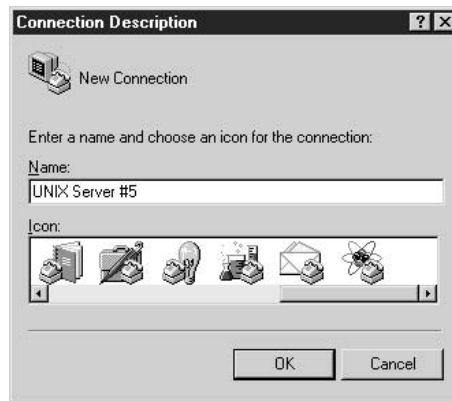 Connection Description
New Connection
Enter a name and choose an icon for the connection:
Name:
UNIX Server #5
Icon:
OK Cancel